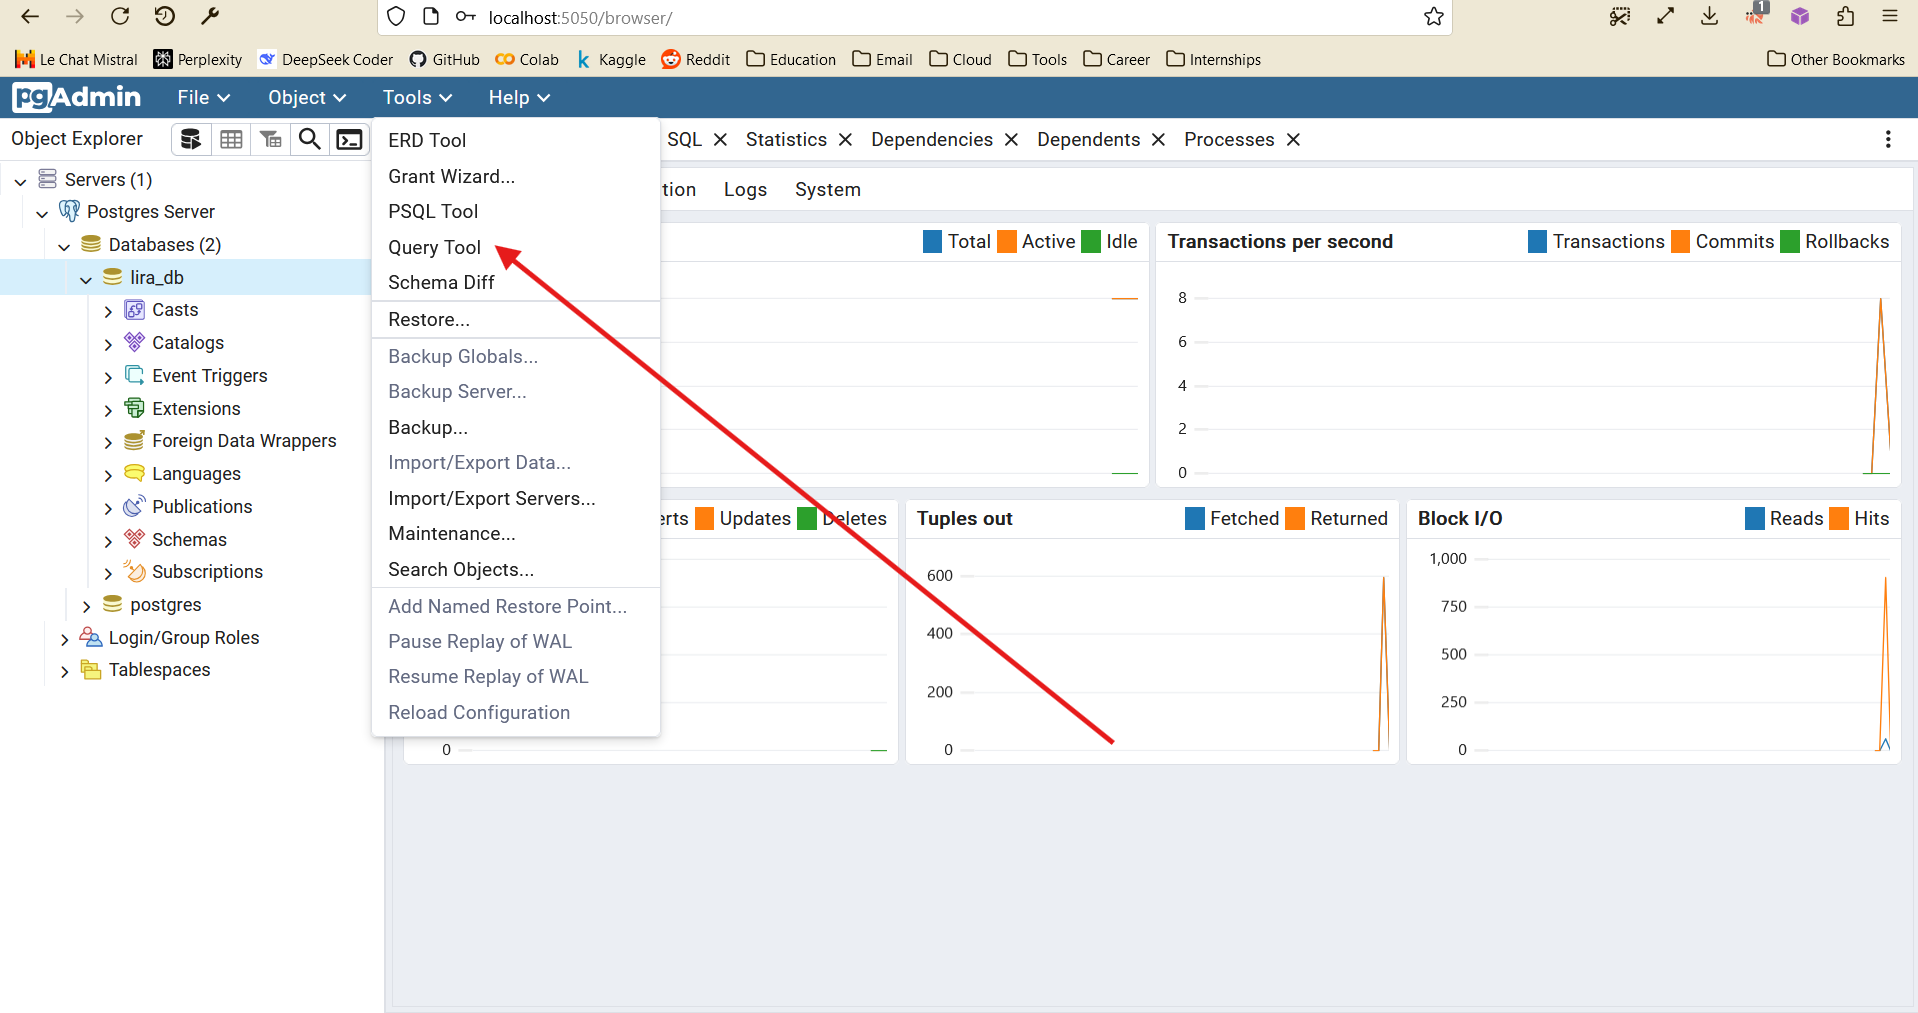 localhost:5050/browser/
1
Le Chat Mistral
Perplexity
DeepSeek Coder
GitHub
Colab
Kaggle
Reddit
Education
Email
Cloud
Tools
Career
Internships
Other Bookmarks
pgAdmin
File
Object
Tools
Help
Object Explorer
SQL
Statistics
Dependencies
Dependents
Processes
Servers (1)
Postgres Server
Databases (2)
lira_db
Casts
Catalogs
Event Triggers
Extensions
Foreign Data Wrappers
Languages
Publications
Schemas
Subscriptions
postgres
Login/Group Roles
Tablespaces
ERD Tool
Grant Wizard...
PSQL Tool
Query Tool
Schema Diff
Restore...
Backup Globals...
Backup Server...
Backup...
Import/Export Data...
Import/Export Servers...
Maintenance...
Search Objects...
Add Named Restore Point...
Pause Replay of WAL
Resume Replay of WAL
Reload Configuration
tion
Logs
System
Total
Active
Idle
Transactions per second
Transactions
Commits
Rollbacks
8
6
4
2
0
erts
Updates
Deletes
0
Tuples out
Fetched
Returned
600
400
200
0
Block I/O
Reads
Hits
1,000
750
500
250
0